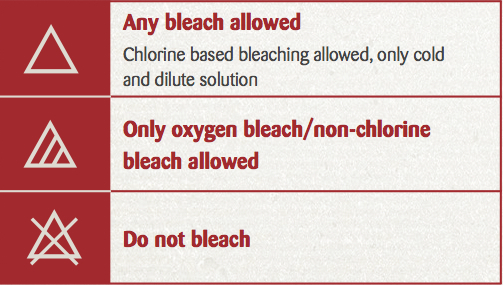 Any bleach allowed
Chlorine based bleaching allowed, only cold
and dilute solution
Only oxygen bleach/non-chlorine
bleach allowed
Do not bleach